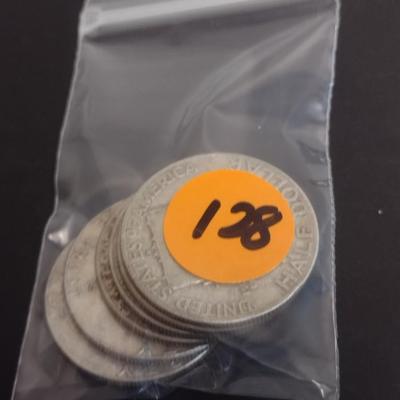 128
UNITED STATES OF AMERICA
HALF DOLLAR